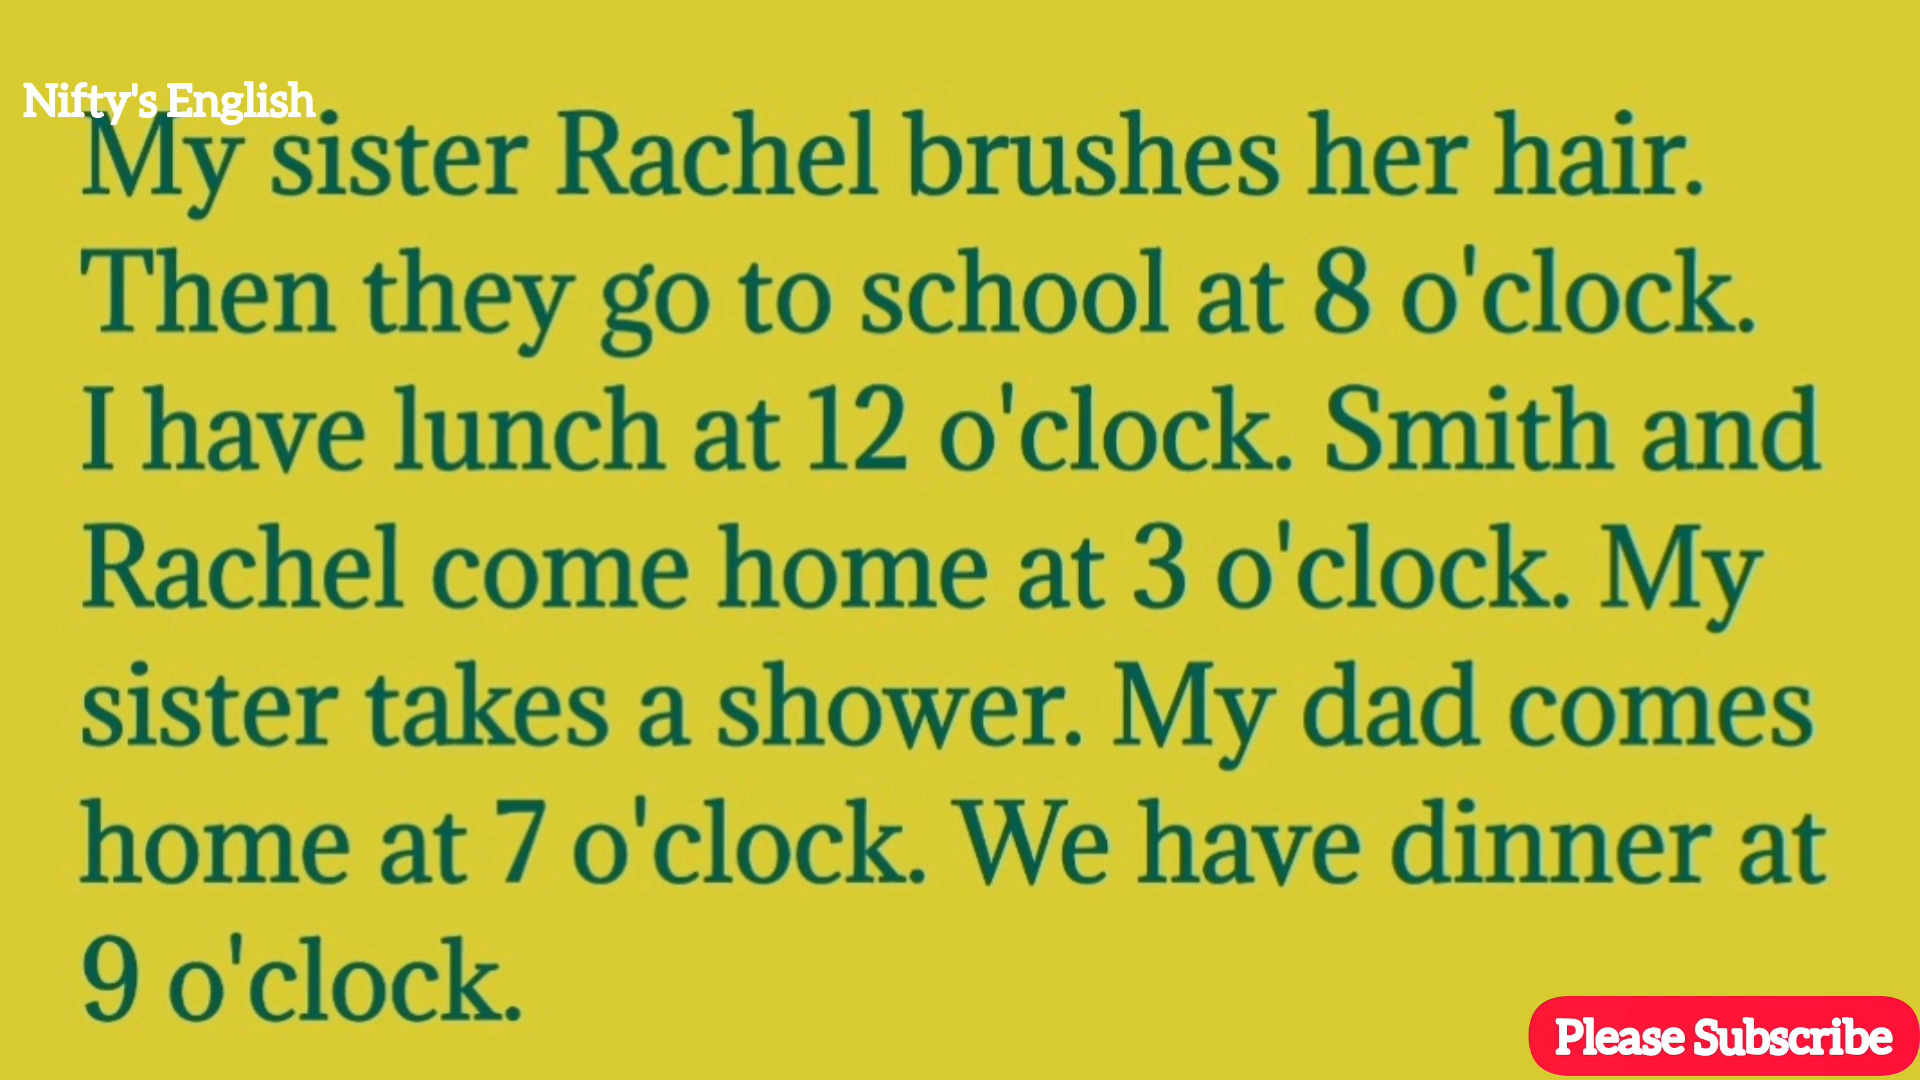 Nifty's English
My sister Rachel brushes her hair.
Then they go to school at 8 o'clock.
I have lunch at 12 o'clock. Smith and
Rachel come home at 3 o'clock. My
sister takes a shower. My dad comes
home at 7 o'clock. We have dinner at
9 o'clock.
Please Subscribe